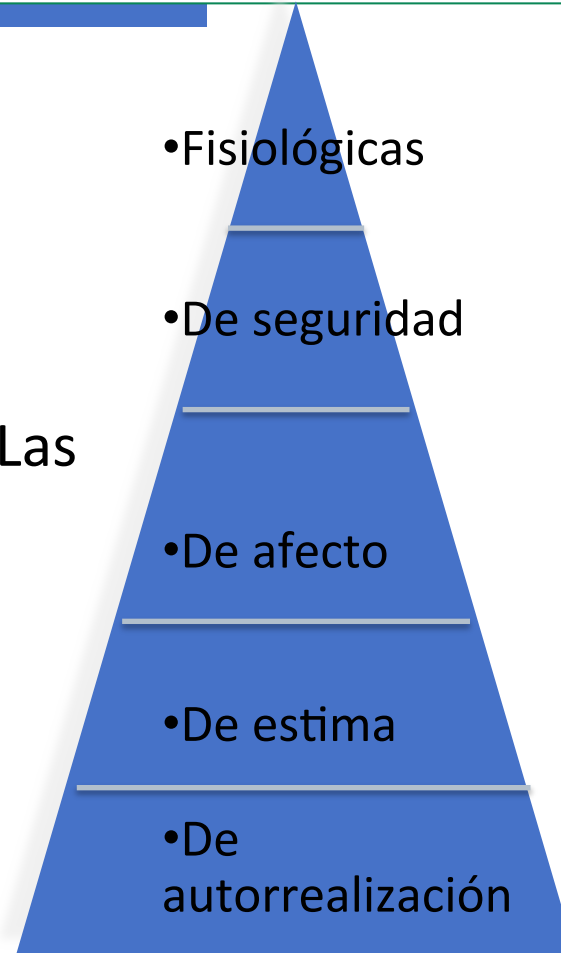 •Fisiológicas
•De seguridad
Las
•De afecto
•De estima
•De
autorrealización